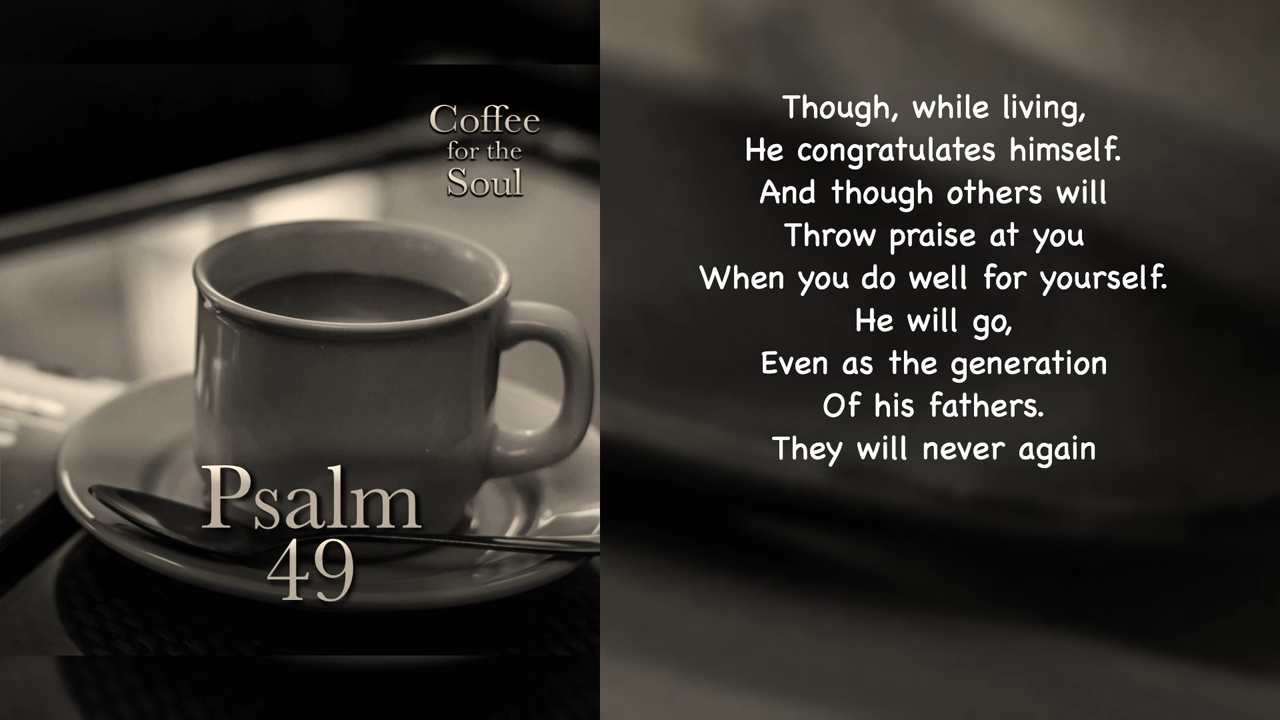 Coffee
for the
Soul
Psalm
49
Though, while living,
He congratulates himself.
And though others will
Throw praise at you
When you do well for yourself.
He will go,
Even as the generation
Of his fathers.
They will never again